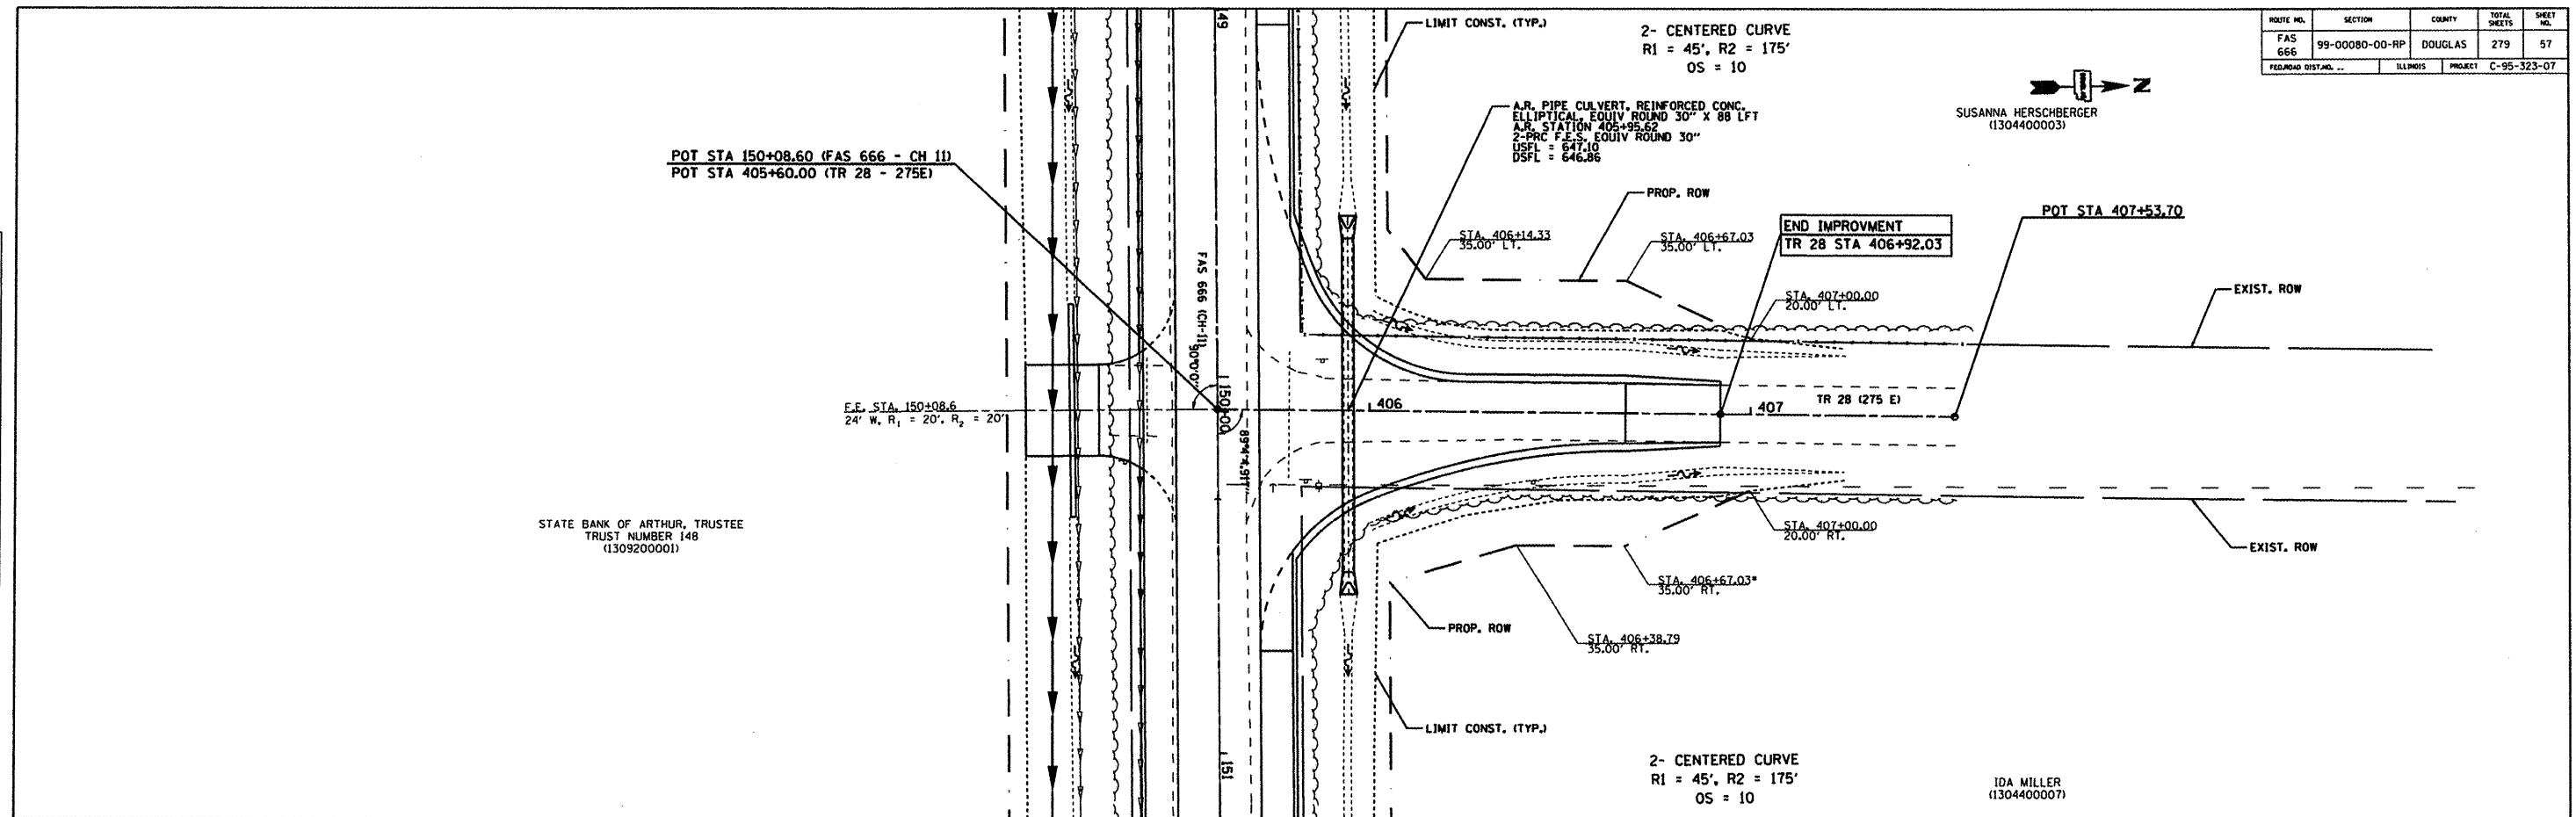 ROUTE NO. SECTION COUNTY TOTAL SHEETS SHEET NO.
FAS 666 99-00080-00-RP DOUGLAS 279 57
FED.ROAD DIST.NO. .. ILLINOIS PROJECT C-95-323-07
LIMIT CONST. (TYP.)
2- CENTERED CURVE
R1 = 45', R2 = 175'
OS = 10
N
SUSANNA HERSCHBERGER
(1304400003)
A.R. PIPE CULVERT, REINFORCED CONC.
ELLIPTICAL, EQUIV ROUND 30" X 88 LFT
A.R. STATION 405+95.62
2-PRC F.E.S. EQUIV ROUND 30"
USFL = 647.10
DSFL = 646.86
POT STA 150+08.60 (FAS 666 - CH 11)
POT STA 405+60.00 (TR 28 - 275E)
PROP. ROW
POT STA 407+53.70
END IMPROVMENT
TR 28 STA 406+92.03
STA. 406+14.33
35.00' LT.
STA. 406+67.03
35.00' LT.
STA. 407+00.00
20.00' LT.
EXIST. ROW
49
FAS 666 (CH-11)
90°0'0"
150+00
406
407
TR 28 (275 E)
F.E. STA. 150+08.6
24' W, R1 = 20', R2 = 20'
STATE BANK OF ARTHUR, TRUSTEE
TRUST NUMBER 148
(1309200001)
STA. 407+00.00
20.00' RT.
EXIST. ROW
STA. 406+67.03*
35.00' RT.
PROP. ROW
STA. 406+38.79
35.00' RT.
LIMIT CONST. (TYP.)
151
2- CENTERED CURVE
R1 = 45', R2 = 175'
OS = 10
IDA MILLER
(1304400007)